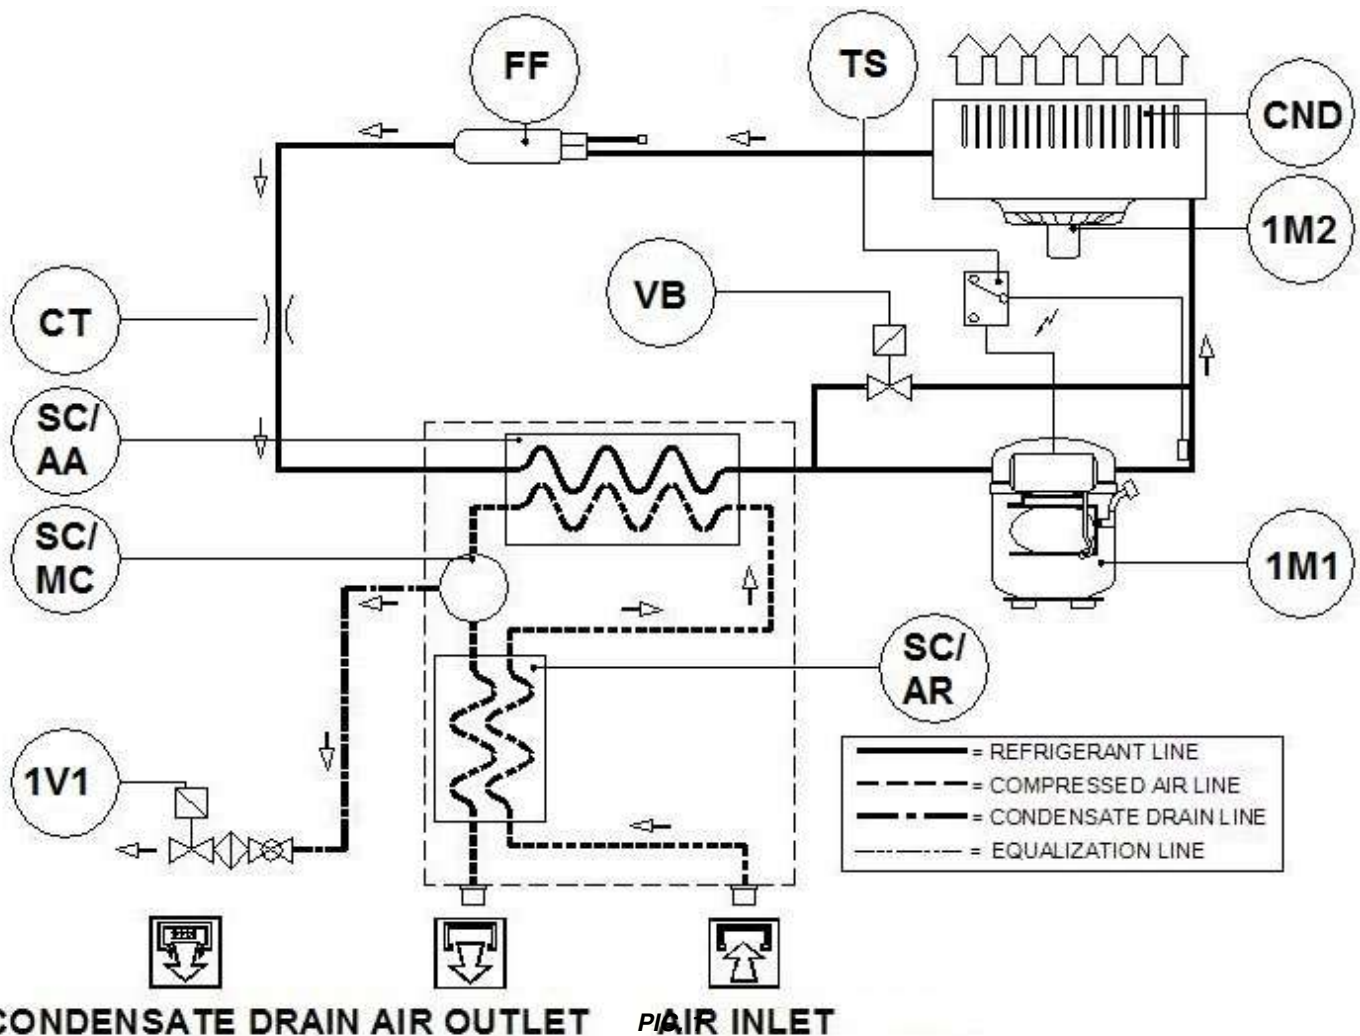 FF
TS
CND
1M2
VB
CT
SC/
AA
SC/
MC
1M1
SC/
AR
1V1
= REFRIGERANT LINE
= COMPRESSED AIR LINE
= CONDENSATE DRAIN LINE
= EQUALIZATION LINE
CONDENSATE DRAIN AIR OUTLET AIR INLET